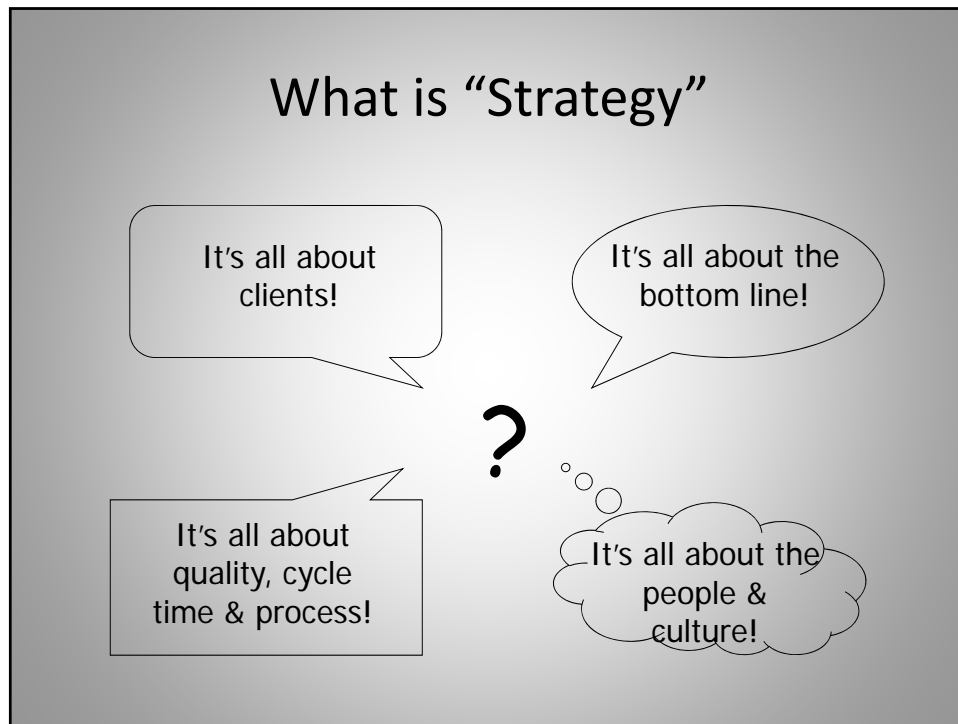 What is “Strategy”
It's all about
clients!
It's all about the
bottom line!
?
It's all about
quality, cycle
time & process!
It's all about the
people &
culture!